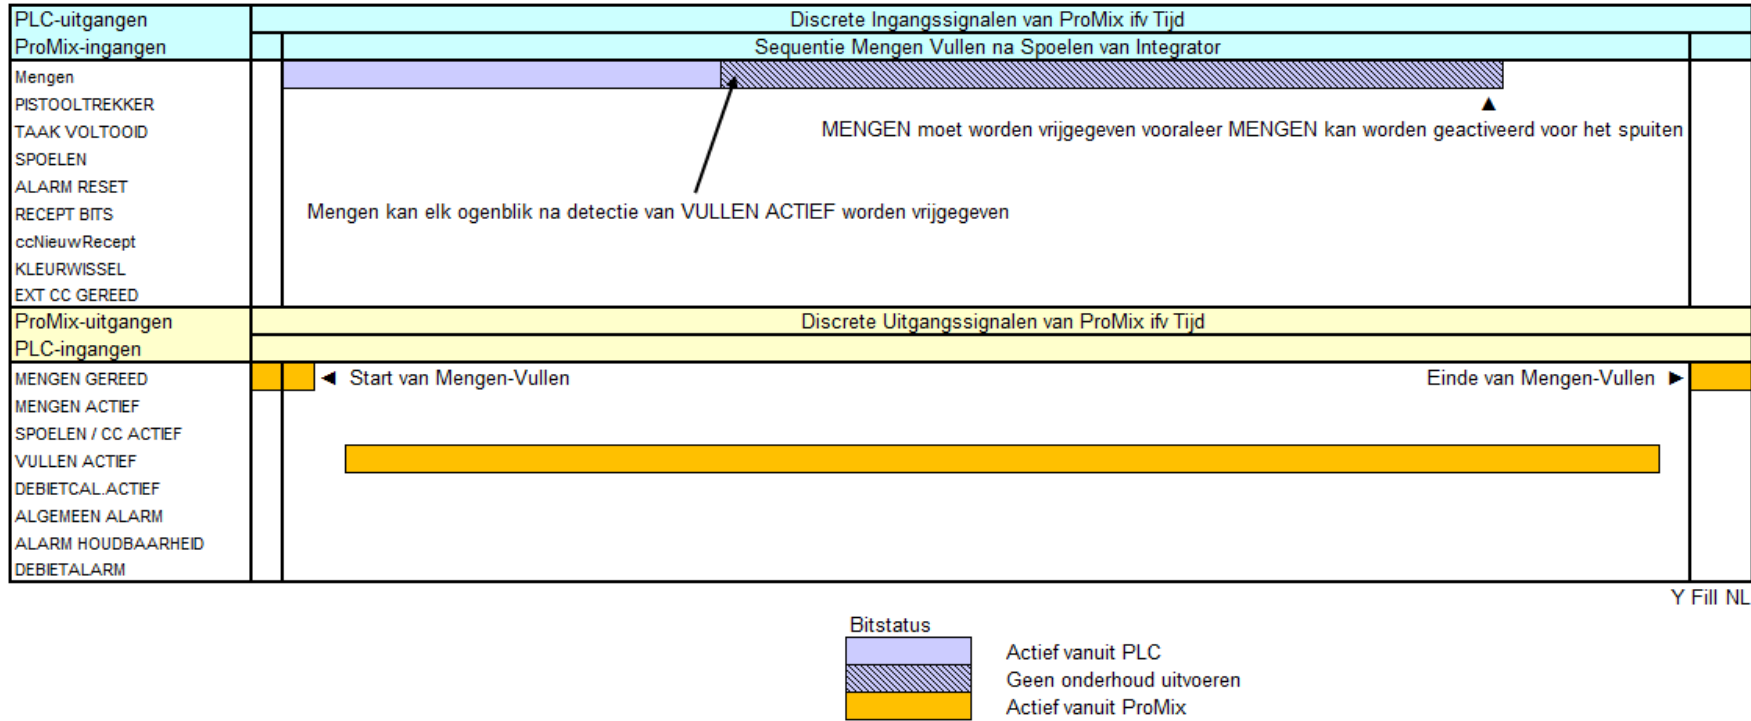 PLC-uitgangen
Discrete Ingangssignalen van ProMix ifv Tijd
ProMix-ingangen
Sequentie Mengen Vullen na Spoelen van Integrator
Mengen
PISTOOLTREKKER
TAAK VOLTOOID
MENGEN moet worden vrijgegeven vooraleer MENGEN kan worden geactiveerd voor het spuiten
SPOELEN
ALARM RESET
RECEPT BITS
Mengen kan elk ogenblik na detectie van VULLEN ACTIEF worden vrijgegeven
ccNieuwRecept
KLEURWISSEL
EXT CC GEREED
ProMix-uitgangen
Discrete Uitgangssignalen van ProMix ifv Tijd
PLC-ingangen
MENGEN GEREED
Start van Mengen-Vullen
Einde van Mengen-Vullen
MENGEN ACTIEF
SPOELEN / CC ACTIEF
VULLEN ACTIEF
DEBIETCAL.ACTIEF
ALGEMEEN ALARM
ALARM HOUDBAARHEID
DEBIETALARM
Y Fill NL
Bitstatus
Actief vanuit PLC
Geen onderhoud uitvoeren
Actief vanuit ProMix